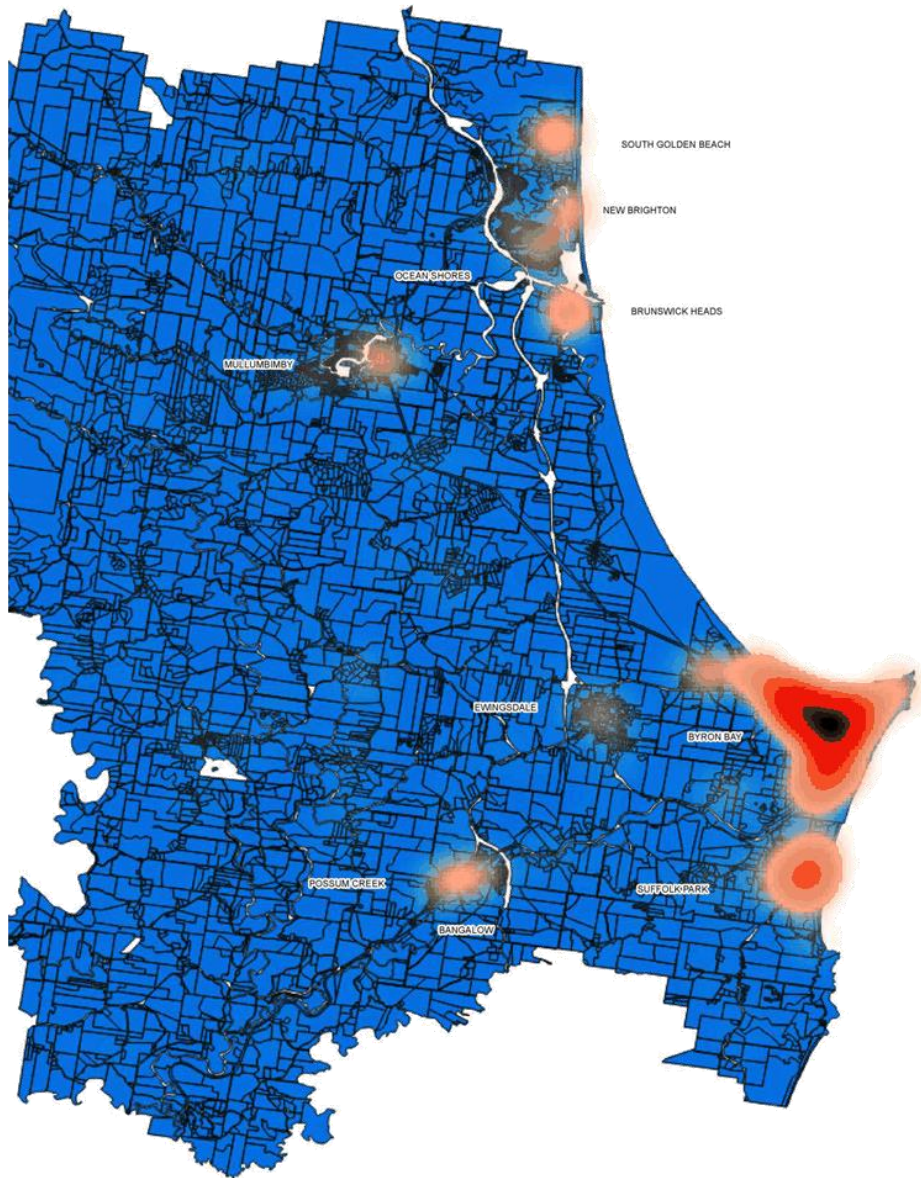 SOUTH GOLDEN BEACH
NEW BRIGHTON
OCEAN SHORES
BRUNSWICK HEADS
MULLUMBIMBY
EWINGSDALE
BYRON BAY
POSSUM CREEK
SUFFOLK PARK
BANGALOW